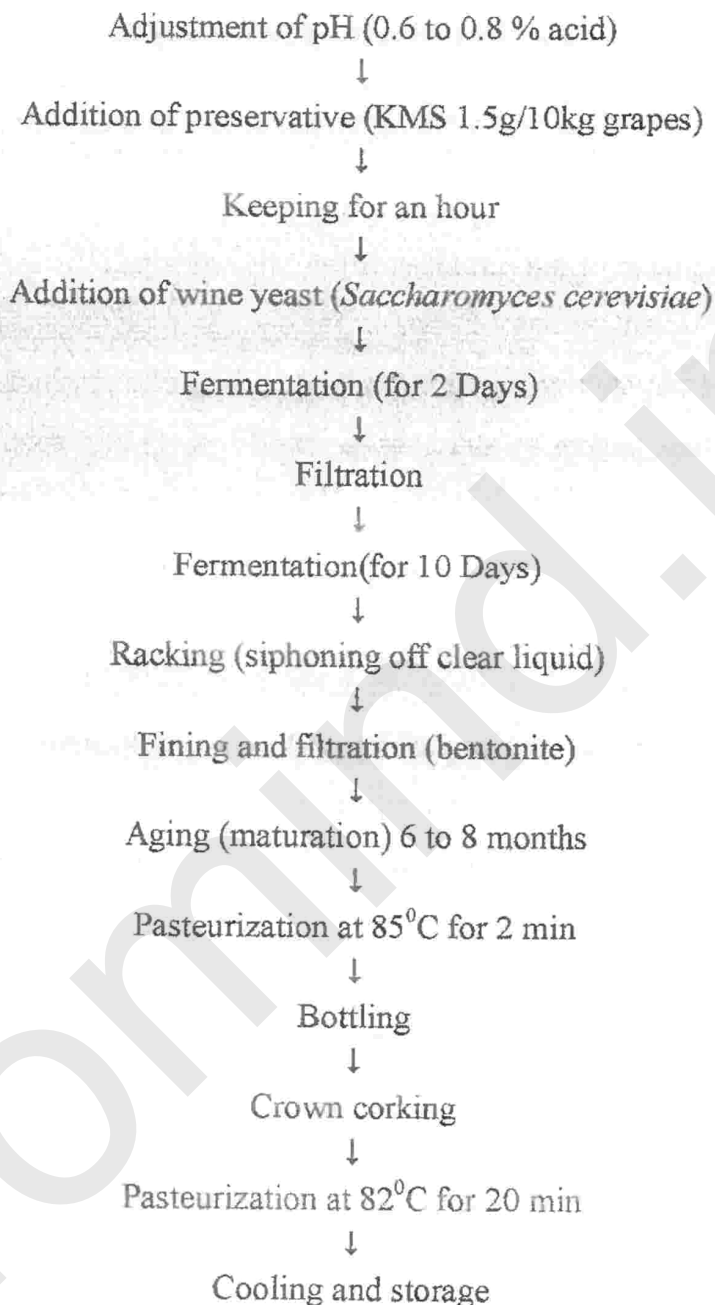 Adjustment of pH (0.6 to 0.8 % acid)
↓
Addition of preservative (KMS 1.5g/10kg grapes)
↓
Keeping for an hour
↓
Addition of wine yeast (Saccharomyces cerevisiae)
↓
Fermentation (for 2 Days)
↓
Filtration
↓
Fermentation(for 10 Days)
↓
Racking (siphoning off clear liquid)
↓
Fining and filtration (bentonite)
↓
Aging (maturation) 6 to 8 months
↓
Pasteurization at 85⁰C for 2 min
↓
Bottling
↓
Crown corking
↓
Pasteurization at 82⁰C for 20 min
↓
Cooling and storage